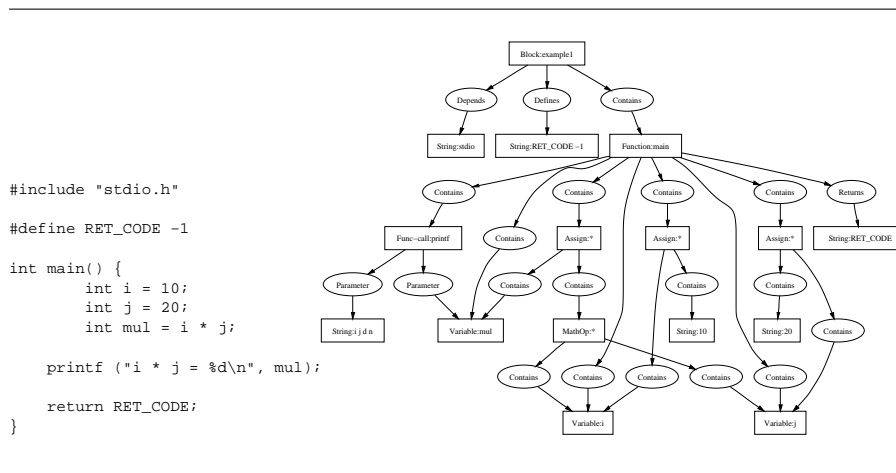 #include "stdio.h"
#define RET_CODE -1
int main() {
int i = 10;
int j = 20;
int mul = i * j;
printf ("i * j = %d\n", mul);
return RET_CODE;
}
Block:example1
Depends Defines Contains
String:stdio String:RET_CODE -1 Function:main
Contains Contains Contains Contains Returns
Func-call:printf Contains Assign:* Assign:* Assign:* String:RET_CODE
Parameter Parameter Contains Contains Contains Contains
String:i j d n Variable:mul MathOp:* String:10 String:20 Contains
Contains Contains Contains Contains Contains
Variable:i Variable:j